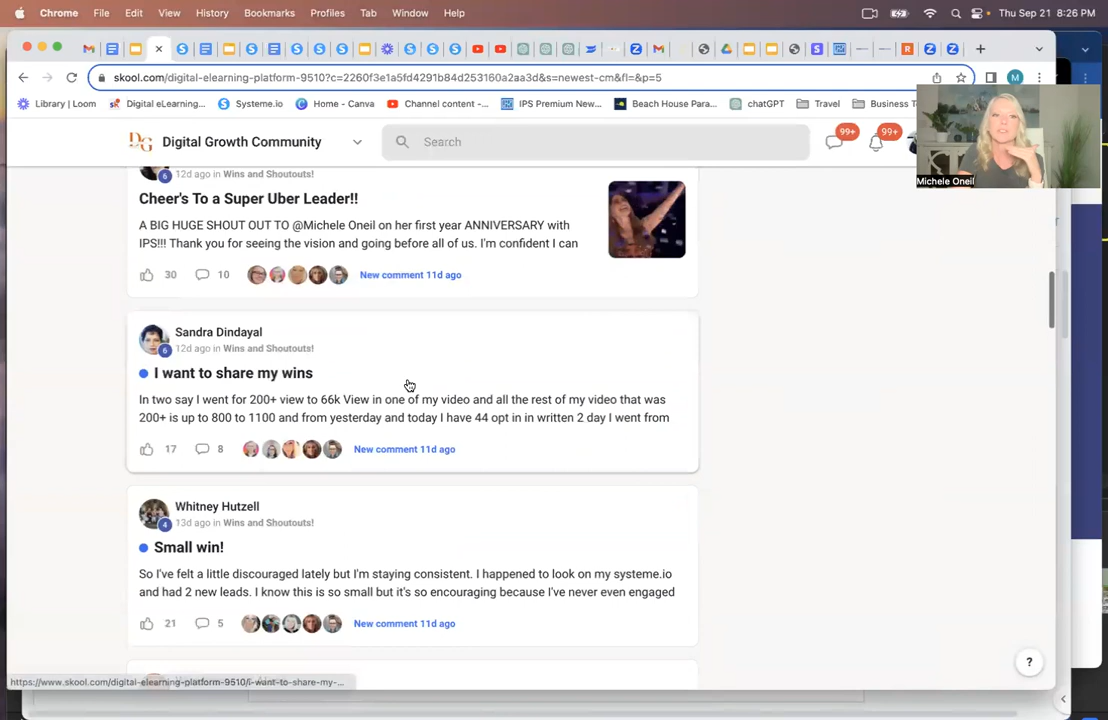 Chrome File Edit View History Bookmarks Profiles Tab Window Help Thu Sep 21 8:26 PM
skool.com/digital-elearning-platform-9510?c=2260f3e1a5fd4291b84d253160a2aa3d&s=newest-cm&fl=&p=5
Library | Loom Digital eLearning... Systeme.io Home - Canva Channel content -... IPS Premium New... Beach House Para... chatGPT Travel Business
DG Digital Growth Community Search 99+ 99+
Michele Oneil
6 12d ago in Wins and Shoutouts!
Cheer's To a Super Uber Leader!!
A BIG HUGE SHOUT OUT TO @Michele Oneil on her first year ANNIVERSARY with
IPS!!! Thank you for seeing the vision and going before all of us. I'm confident I can
30 10 New comment 11d ago
Sandra Dindayal
6 12d ago in Wins and Shoutouts!
I want to share my wins
In two say I went for 200+ view to 66k View in one of my video and all the rest of my video that was
200+ is up to 800 to 1100 and from yesterday and today I have 44 opt in in written 2 day I went from
17 8 New comment 11d ago
Whitney Hutzell
4 13d ago in Wins and Shoutouts!
Small win!
So I've felt a little discouraged lately but I'm staying consistent. I happened to look on my systeme.io
and had 2 new leads. I know this is so small but it's so encouraging because I've never even engaged
21 5 New comment 11d ago
?
https://www.skool.com/digital-elearning-platform-9510/i-want-to-share-my-...